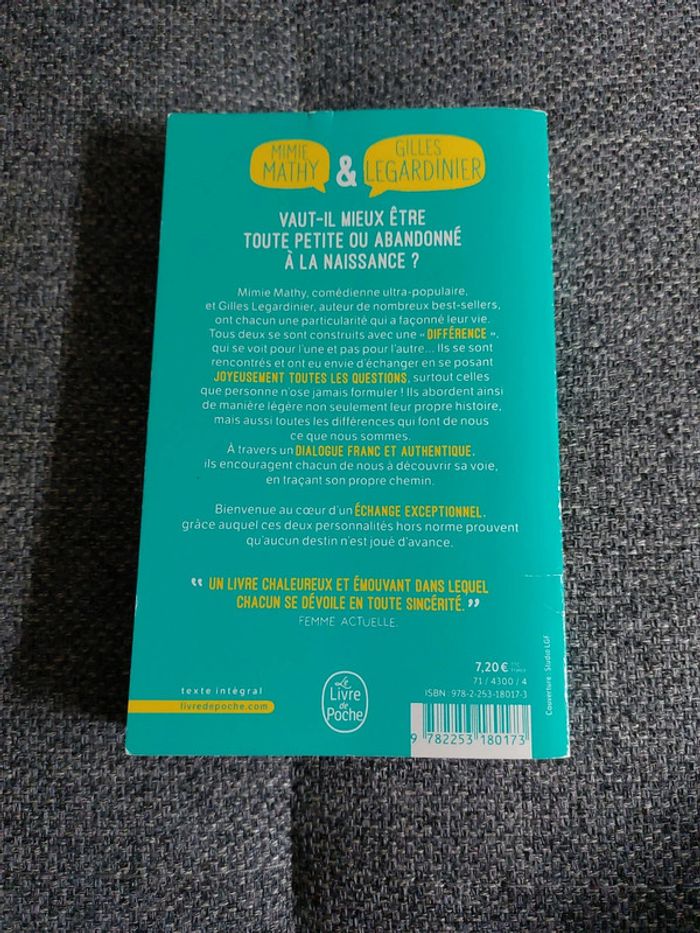 MIMIE
MATHY
&
GILLES
LEGARDINIER
VAUT-IL MIEUX ÊTRE
TOUTE PETITE OU ABANDONNÉ
À LA NAISSANCE ?
Mimie Mathy, comédienne ultra-populaire,
et Gilles Legardinier, auteur de nombreux best-sellers,
ont chacun une particularité qui a façonné leur vie.
Tous deux se sont construits avec une « DIFFÉRENCE »,
qui se voit pour l'une et pas pour l'autre... Ils se sont
rencontrés et ont eu envie d'échanger en se posant
JOYEUSEMENT TOUTES LES QUESTIONS, surtout celles
que personne n'ose jamais formuler ! Ils abordent ainsi
de manière légère non seulement leur propre histoire,
mais aussi toutes les différences qui font de nous
ce que nous sommes.
À travers un DIALOGUE FRANC ET AUTHENTIQUE,
ils encouragent chacun de nous à découvrir sa voie,
en traçant son propre chemin.
Bienvenue au cœur d'un ÉCHANGE EXCEPTIONNEL,
grâce auquel ces deux personnalités hors norme prouvent
qu'aucun destin n'est joué d'avance.
“ UN LIVRE CHALEUREUX ET ÉMOUVANT DANS LEQUEL
CHACUN SE DÉVOILE EN TOUTE SINCÉRITÉ. ”
FEMME ACTUELLE.
texte intégral
livredepoche.com
Le
Livre
de
Poche
7,20 €
France
71 / 4300 / 4
ISBN : 978-2-253-18017-3
9 782253 180173
Couverture : Studio LGF